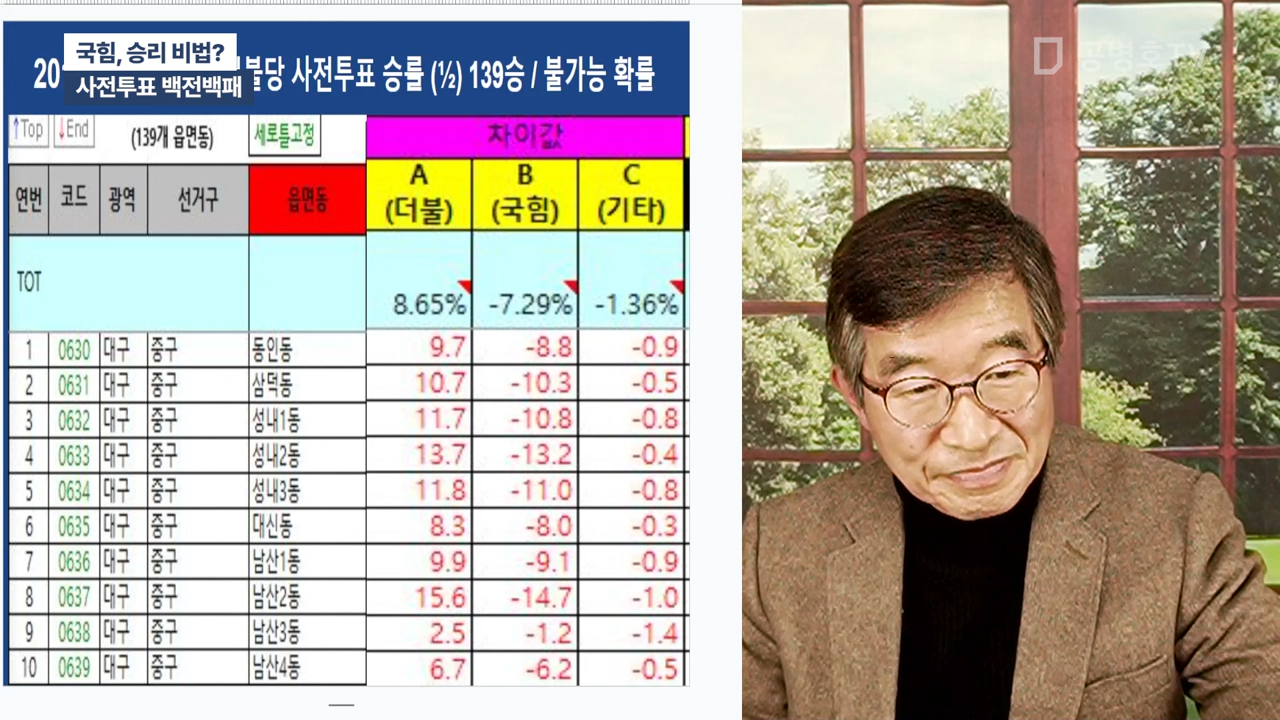 국힘, 승리 비법?
사전투표 백전백패
20 불당 사전투표 승률 (½) 139승 / 불가능 확률
↑Top ↓End (139개 읍면동) 세로틀고정 차이값
연번 코드 광역 선거구 읍면동 A (더불) B (국힘) C (기타)
TOT 8.65% -7.29% -1.36%
1 0630 대구 중구 동인동 9.7 -8.8 -0.9
2 0631 대구 중구 삼덕동 10.7 -10.3 -0.5
3 0632 대구 중구 성내1동 11.7 -10.8 -0.8
4 0633 대구 중구 성내2동 13.7 -13.2 -0.4
5 0634 대구 중구 성내3동 11.8 -11.0 -0.8
6 0635 대구 중구 대신동 8.3 -8.0 -0.3
7 0636 대구 중구 남산1동 9.9 -9.1 -0.9
8 0637 대구 중구 남산2동 15.6 -14.7 -1.0
9 0638 대구 중구 남산3동 2.5 -1.2 -1.4
10 0639 대구 중구 남산4동 6.7 -6.2 -0.5
공병호TV